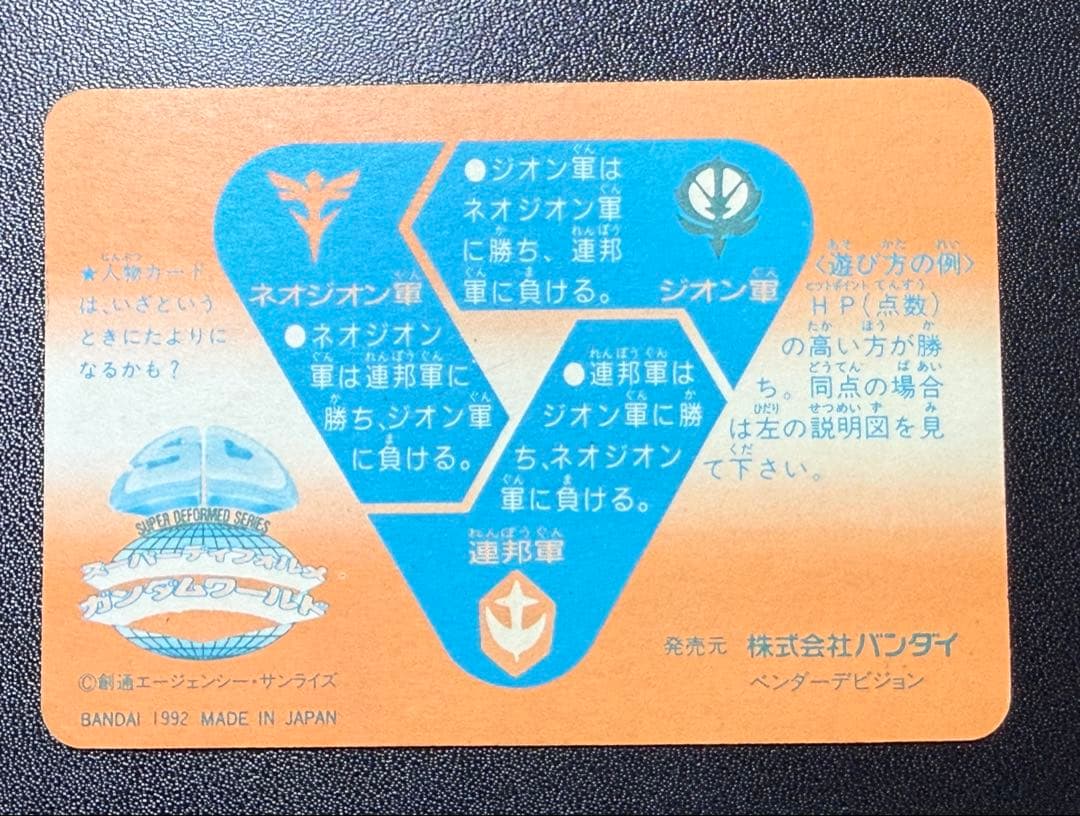 ●ジオン軍は
ネオジオン軍
に勝ち、連邦
軍に負ける。
ジオン軍
ネオジオン軍
●ネオジオン
軍は連邦軍に
勝ち、ジオン軍
に負ける。
●連邦軍は
ジオン軍に勝
ち、ネオジオン
軍に負ける。
連邦軍
★人物カード
は、いざという
ときにたよりに
なるかも？
〈遊び方の例〉
HP(点数)
の高い方が勝
ち。同点の場合
は左の説明図を見
て下さい。
SUPER DEFORMED SERIES
スーパーディフォルメ
ガンダムワールド
©創通エージェンシー・サンライズ
BANDAI 1992 MADE IN JAPAN
発売元 株式会社バンダイ
ベンダーデビジョン